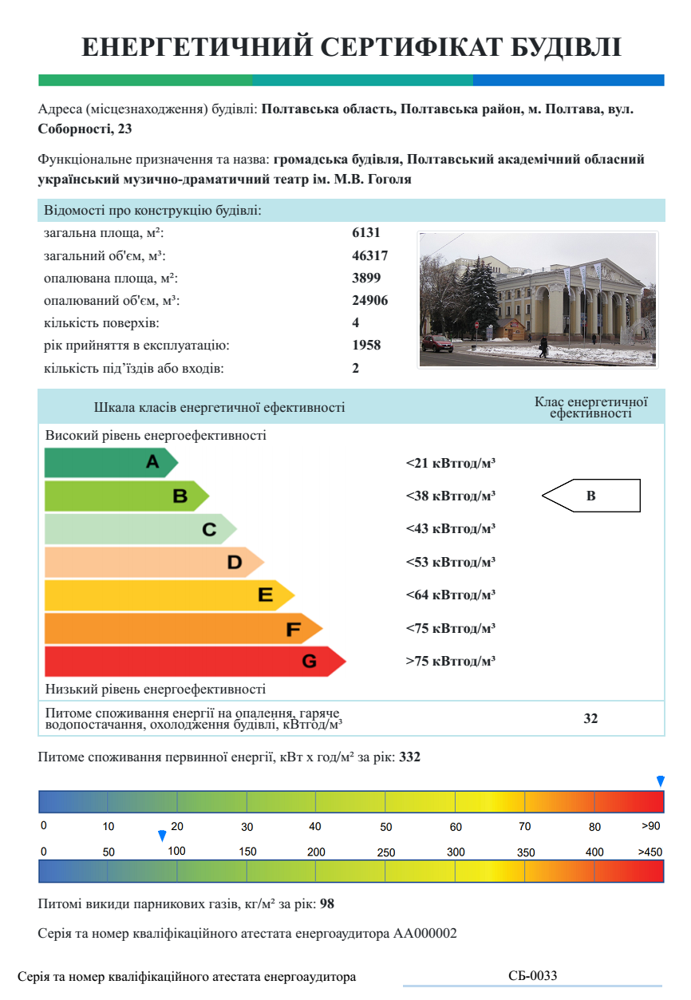 ЕНЕРГЕТИЧНИЙ СЕРТИФІКАТ БУДІВЛІ
Адреса (місцезнаходження) будівлі: Полтавська область, Полтавська район, м. Полтава, вул.
Соборності, 23
Функціональне призначення та назва: громадська будівля, Полтавський академічний обласний
український музично-драматичний театр ім. М.В. Гоголя
Відомості про конструкцію будівлі:
загальна площа, м²: 6131
загальний об'єм, м³: 46317
опалювана площа, м²: 3899
опалюваний об'єм, м³: 24906
кількість поверхів: 4
рік прийняття в експлуатацію: 1958
кількість під’їздів або входів: 2
Шкала класів енергетичної ефективності
Клас енергетичної
ефективності
Високий рівень енергоефективності
A <21 кВтгод/м³
B <38 кВтгод/м³ B
C <43 кВтгод/м³
D <53 кВтгод/м³
E <64 кВтгод/м³
F <75 кВтгод/м³
G >75 кВтгод/м³
Низький рівень енергоефективності
Питоме споживання енергії на опалення, гаряче
водопостачання, охолодження будівлі, кВтгод/м³ 32
Питоме споживання первинної енергії, кВт х год/м² за рік: 332
0 10 20 30 40 50 60 70 80 >90
0 50 100 150 200 250 300 350 400 >450
Питомі викиди парникових газів, кг/м² за рік: 98
Серія та номер кваліфікаційного атестата енергоаудитора АА000002
Серія та номер кваліфікаційного атестата енергоаудитора СБ-0033